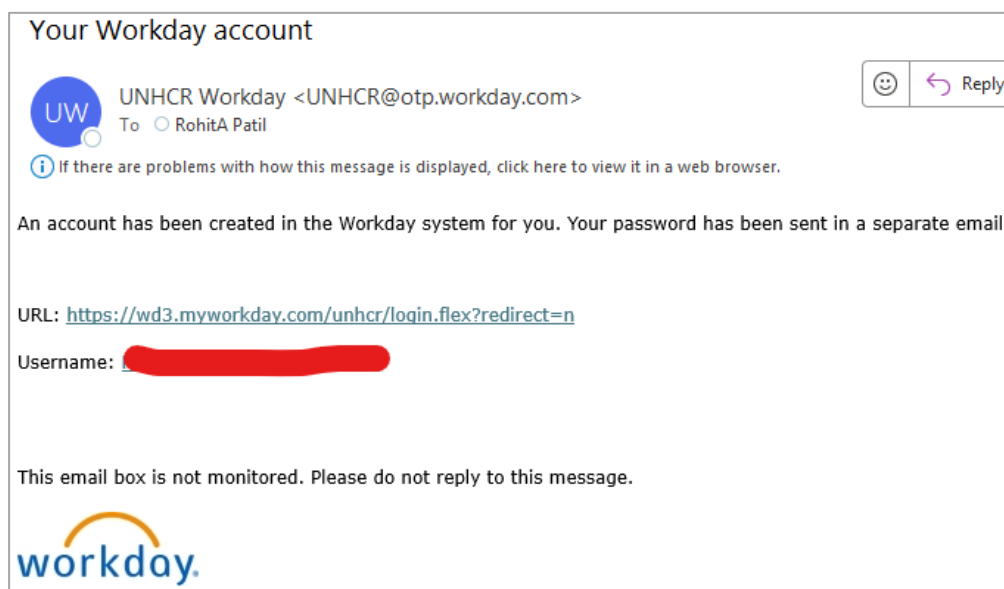 Your Workday account
UW
UNHCR Workday <UNHCR@otp.workday.com>
Reply
To RohitA Patil
If there are problems with how this message is displayed, click here to view it in a web browser.
An account has been created in the Workday system for you. Your password has been sent in a separate email
URL: https://wd3.myworkday.com/unhcr/login.flex?redirect=n
Username:
This email box is not monitored. Please do not reply to this message.
workday.